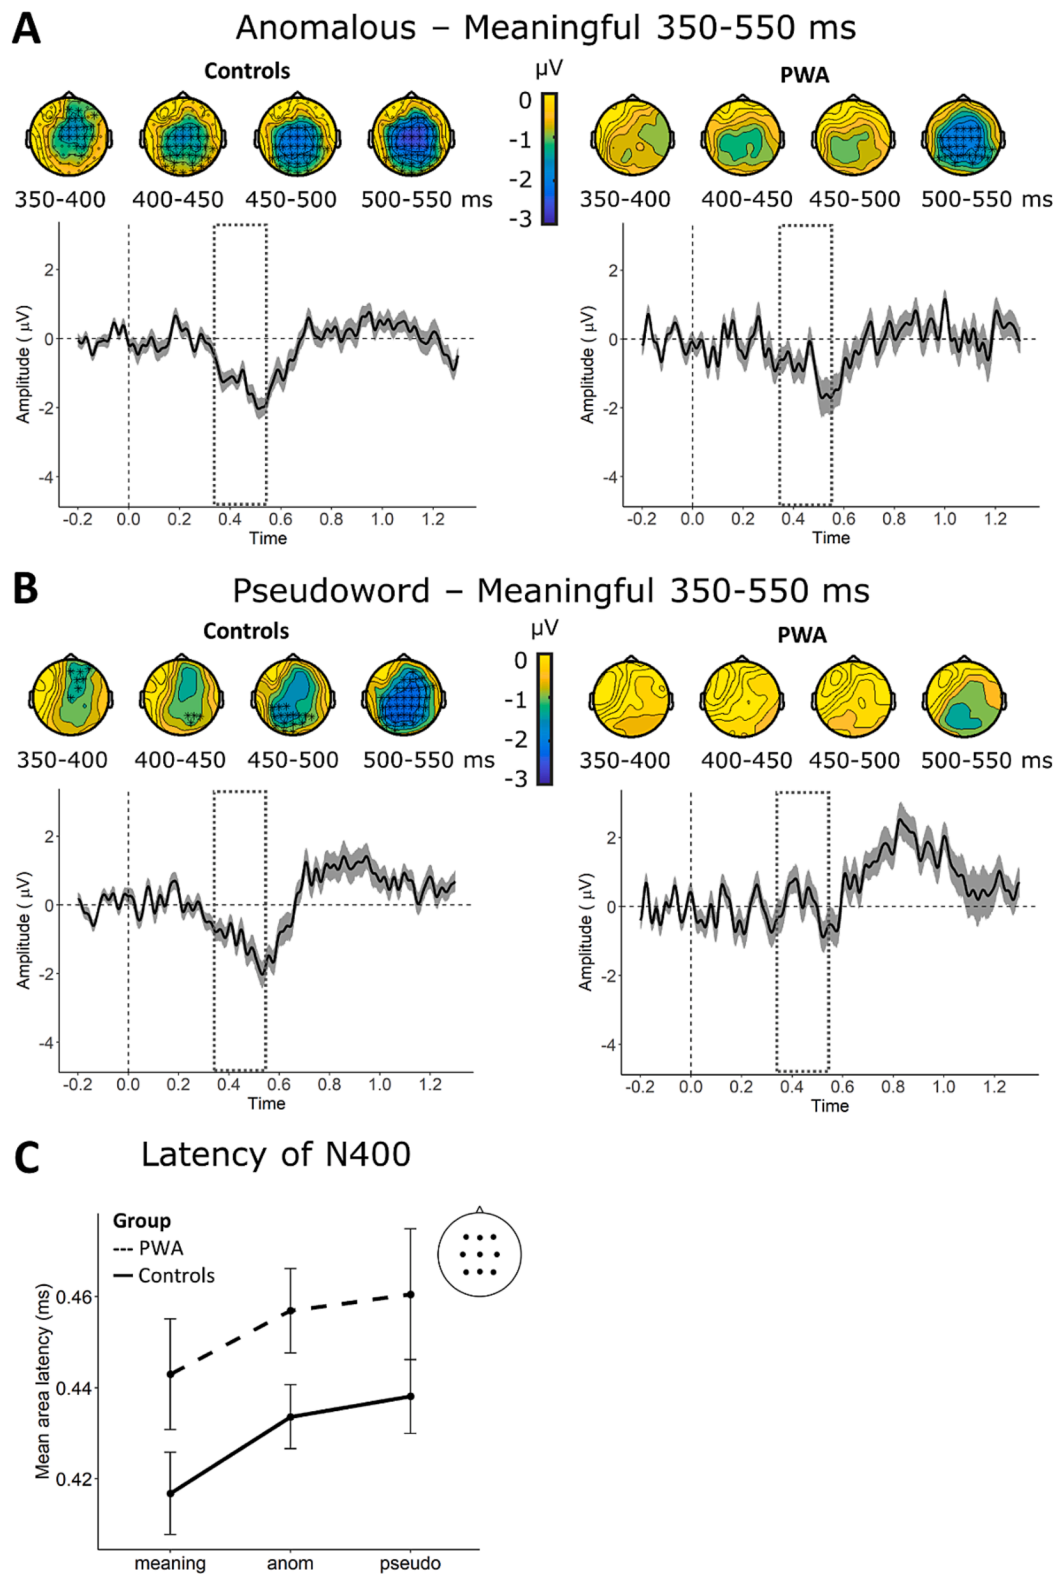 A Anomalous – Meaningful 350-550 ms
Controls µV PWA
0
-1
-2
-3
350-400 400-450 450-500 500-550 ms 350-400 400-450 450-500 500-550 ms
Amplitude ( µV) Amplitude ( µV)
2 2
0 0
-2 -2
-4 -4
-0.2 0.0 0.2 0.4 0.6 0.8 1.0 1.2 -0.2 0.0 0.2 0.4 0.6 0.8 1.0 1.2
Time Time
B Pseudoword – Meaningful 350-550 ms
Controls µV PWA
0
-1
-2
-3
350-400 400-450 450-500 500-550 ms 350-400 400-450 450-500 500-550 ms
Amplitude ( µV) Amplitude ( µV)
2 2
0 0
-2 -2
-4 -4
-0.2 0.0 0.2 0.4 0.6 0.8 1.0 1.2 -0.2 0.0 0.2 0.4 0.6 0.8 1.0 1.2
Time Time
C Latency of N400
Group
PWA
Controls
Mean area latency (ms)
0.46
0.44
0.42
meaning anom pseudo